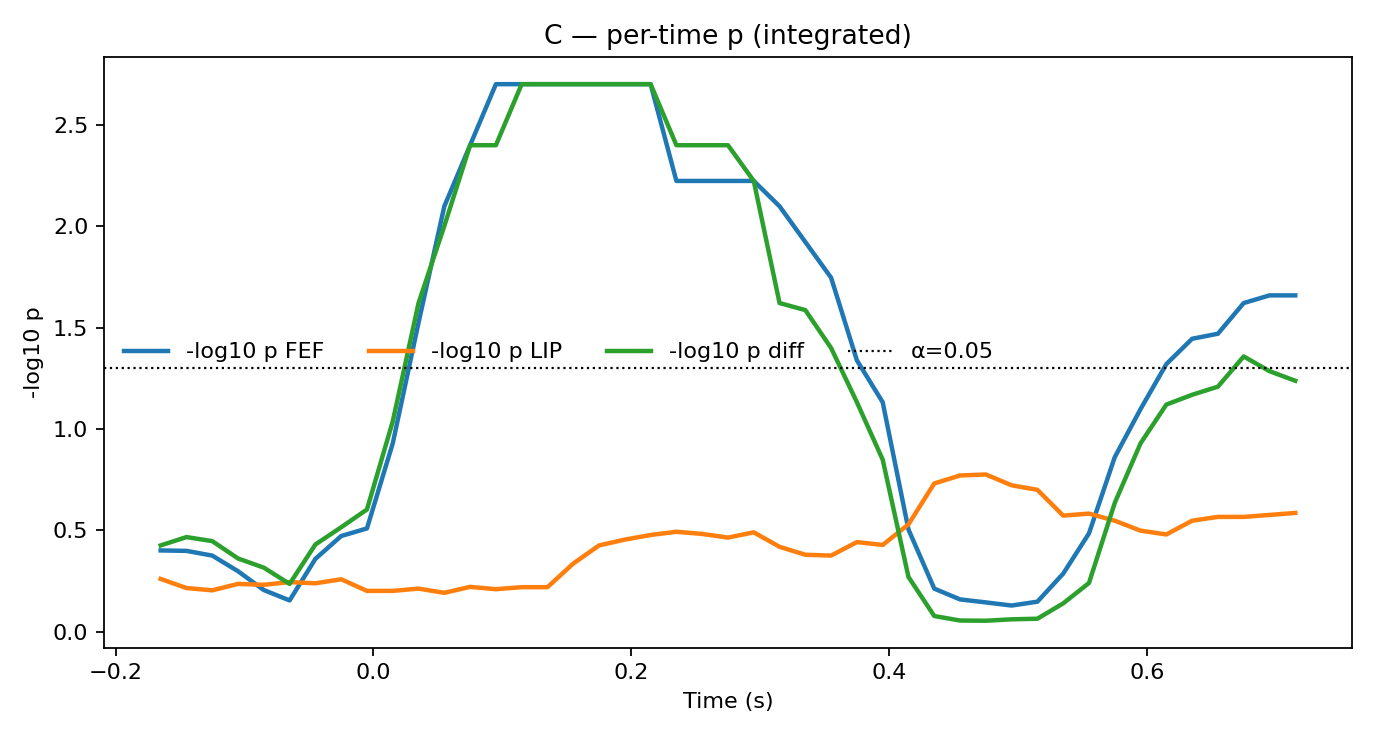 C — per-time p (integrated)
-log10 p
2.5
2.0
1.5
1.0
0.5
0.0
-log10 p FEF -log10 p LIP -log10 p diff α=0.05
−0.2 0.0 0.2 0.4 0.6
Time (s)